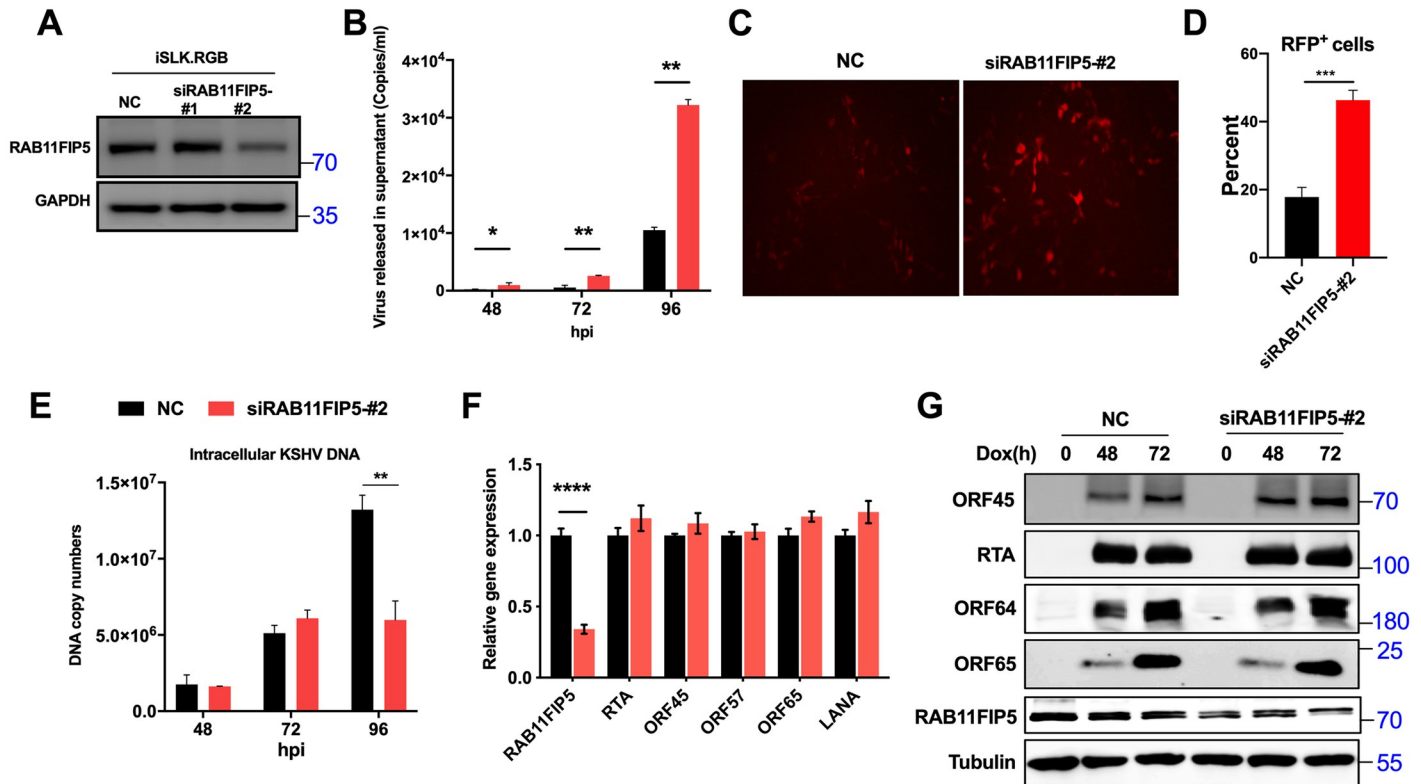 A
iSLK.RGB
NC
siRAB11FIP5-
#1
#2
RAB11FIP5
70
GAPDH
35
B
Virus released in supernatant (Copies/ml)
4×10⁴
3×10⁴
2×10⁴
1×10⁴
0
*
**
**
48
72
96
hpi
C
NC
siRAB11FIP5-#2
D
RFP⁺ cells
Percent
60
40
20
0
***
NC
siRAB11FIP5-#2
E
NC
siRAB11FIP5-#2
Intracellular KSHV DNA
DNA copy numbers
1.5×10⁷
1.0×10⁷
5.0×10⁶
0.0
**
48
72
96
hpi
F
Relative gene expression
1.5
1.0
0.5
0.0
****
RAB11FIP5
RTA
ORF45
ORF57
ORF65
LANA
G
NC
siRAB11FIP5-#2
Dox(h) 0 48 72 0 48 72
ORF45
70
RTA
100
ORF64
180
ORF65
25
RAB11FIP5
70
Tubulin
55